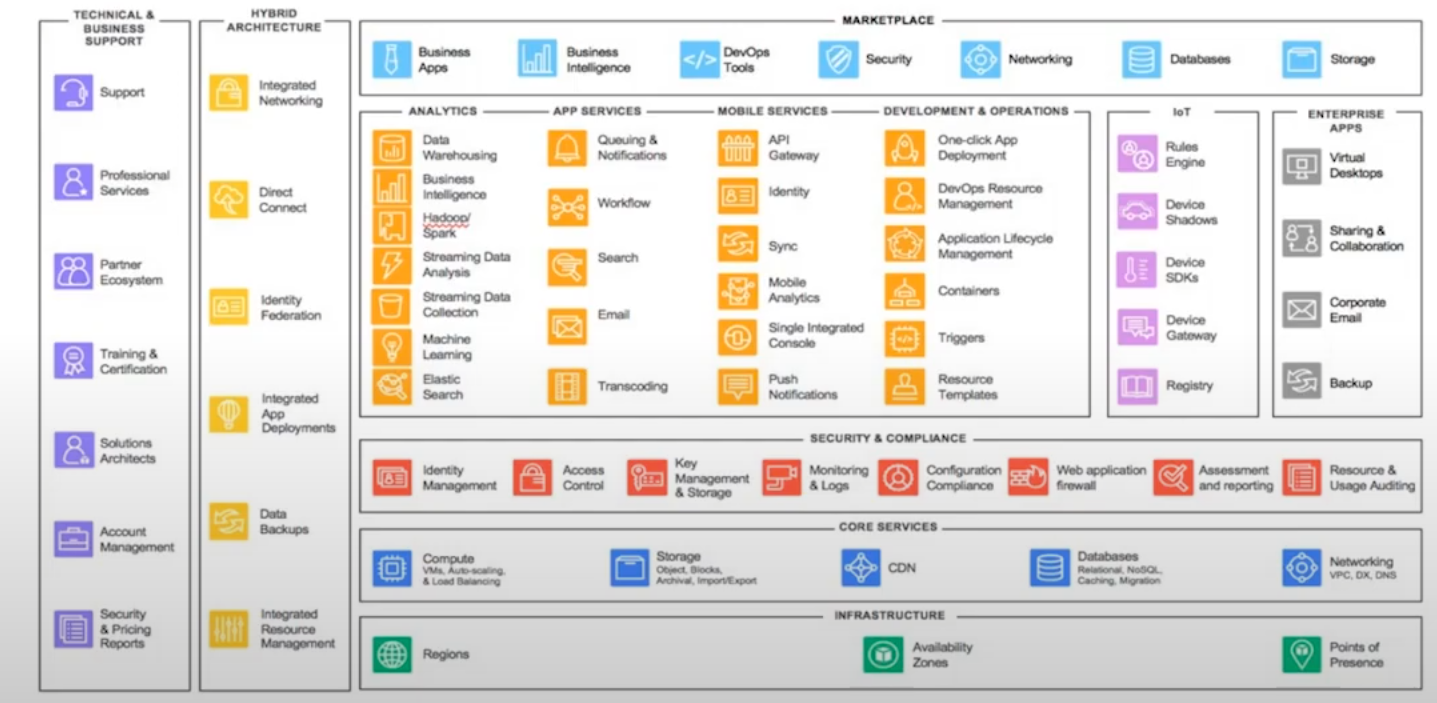 TECHNICAL &
BUSINESS
SUPPORT
Support
Professional
Services
Partner
Ecosystem
Training &
Certification
Solutions
Architects
Account
Management
Security
& Pricing
Reports
HYBRID
ARCHITECTURE
Integrated
Networking
Direct
Connect
Identity
Federation
Integrated
App
Deployments
Data
Backups
Integrated
Resource
Management
MARKETPLACE
Business
Apps
Business
Intelligence
</> DevOps
Tools
Security
Networking
Databases
Storage
ANALYTICS
Data
Warehousing
Business
Intelligence
Hadoop/
Spark
Streaming Data
Analysis
Streaming Data
Collection
Machine
Learning
Elastic
Search
APP SERVICES
Queuing &
Notifications
Workflow
Search
Email
Transcoding
MOBILE SERVICES
API
Gateway
Identity
Sync
Mobile
Analytics
Single Integrated
Console
Push
Notifications
DEVELOPMENT & OPERATIONS
One-click App
Deployment
DevOps Resource
Management
Application Lifecycle
Management
Containers
Triggers
Resource
Templates
IoT
Rules
Engine
Device
Shadows
Device
SDKs
Device
Gateway
Registry
ENTERPRISE
APPS
Virtual
Desktops
Sharing &
Collaboration
Corporate
Email
Backup
SECURITY & COMPLIANCE
Identity
Management
Access
Control
Key
Management
& Storage
Monitoring
& Logs
Configuration
Compliance
Web application
firewall
Assessment
and reporting
Resource &
Usage Auditing
CORE SERVICES
Compute
VMs, Auto-scaling,
& Load Balancing
Storage
Object, Blocks,
Archival, Import/Export
CDN
Databases
Relational, NoSQL,
Caching, Migration
Networking
VPC, DX, DNS
INFRASTRUCTURE
Regions
Availability
Zones
Points of
Presence